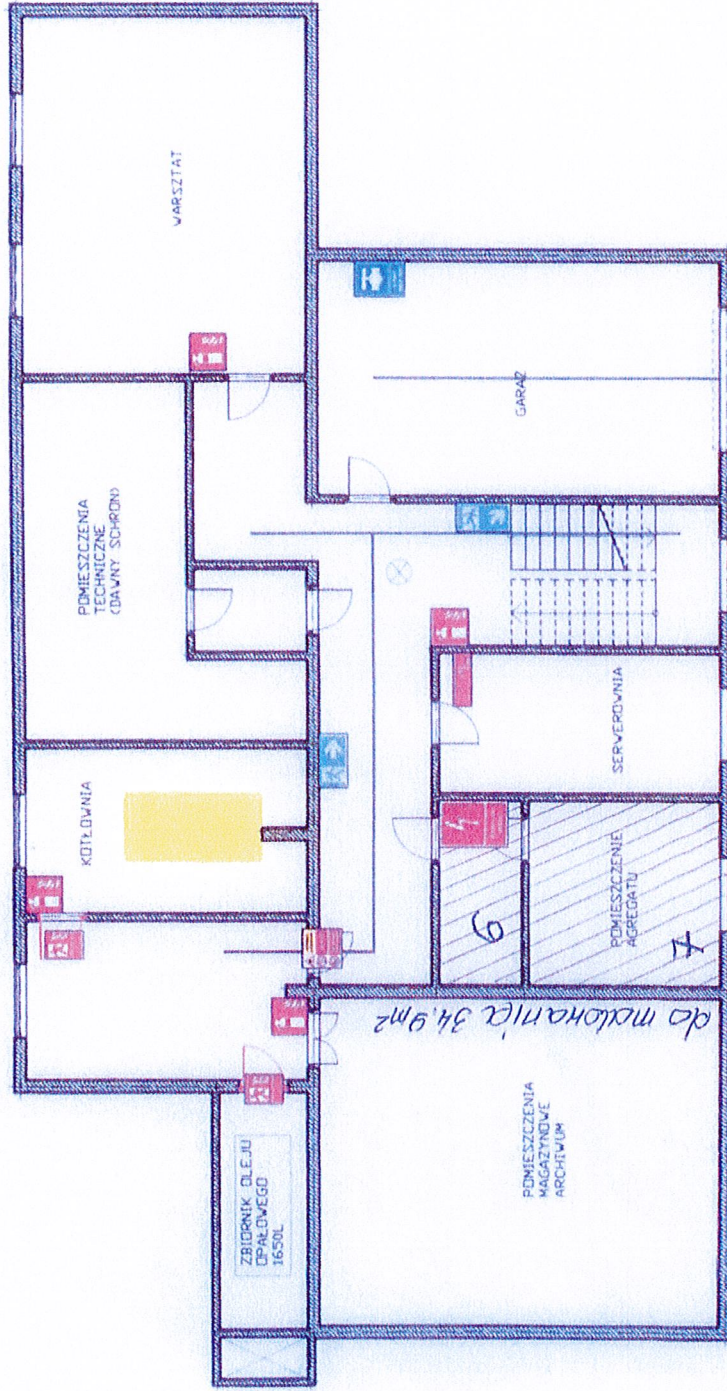 WARSZTAT
POMIESZCZENIA
TECHNICZNE
(DAWNY SCHRON)
GARAŻ
KOTŁOWNIA
SERWEROWNIA
6
POMIESZCZENIE
AGREGATU
7
do malowania 34,9m²
ZBIORNIK OLEJU
OPAŁOWEGO
1650L
POMIESZCZENIA
MAGAZYNOWE
ARCHIWUM